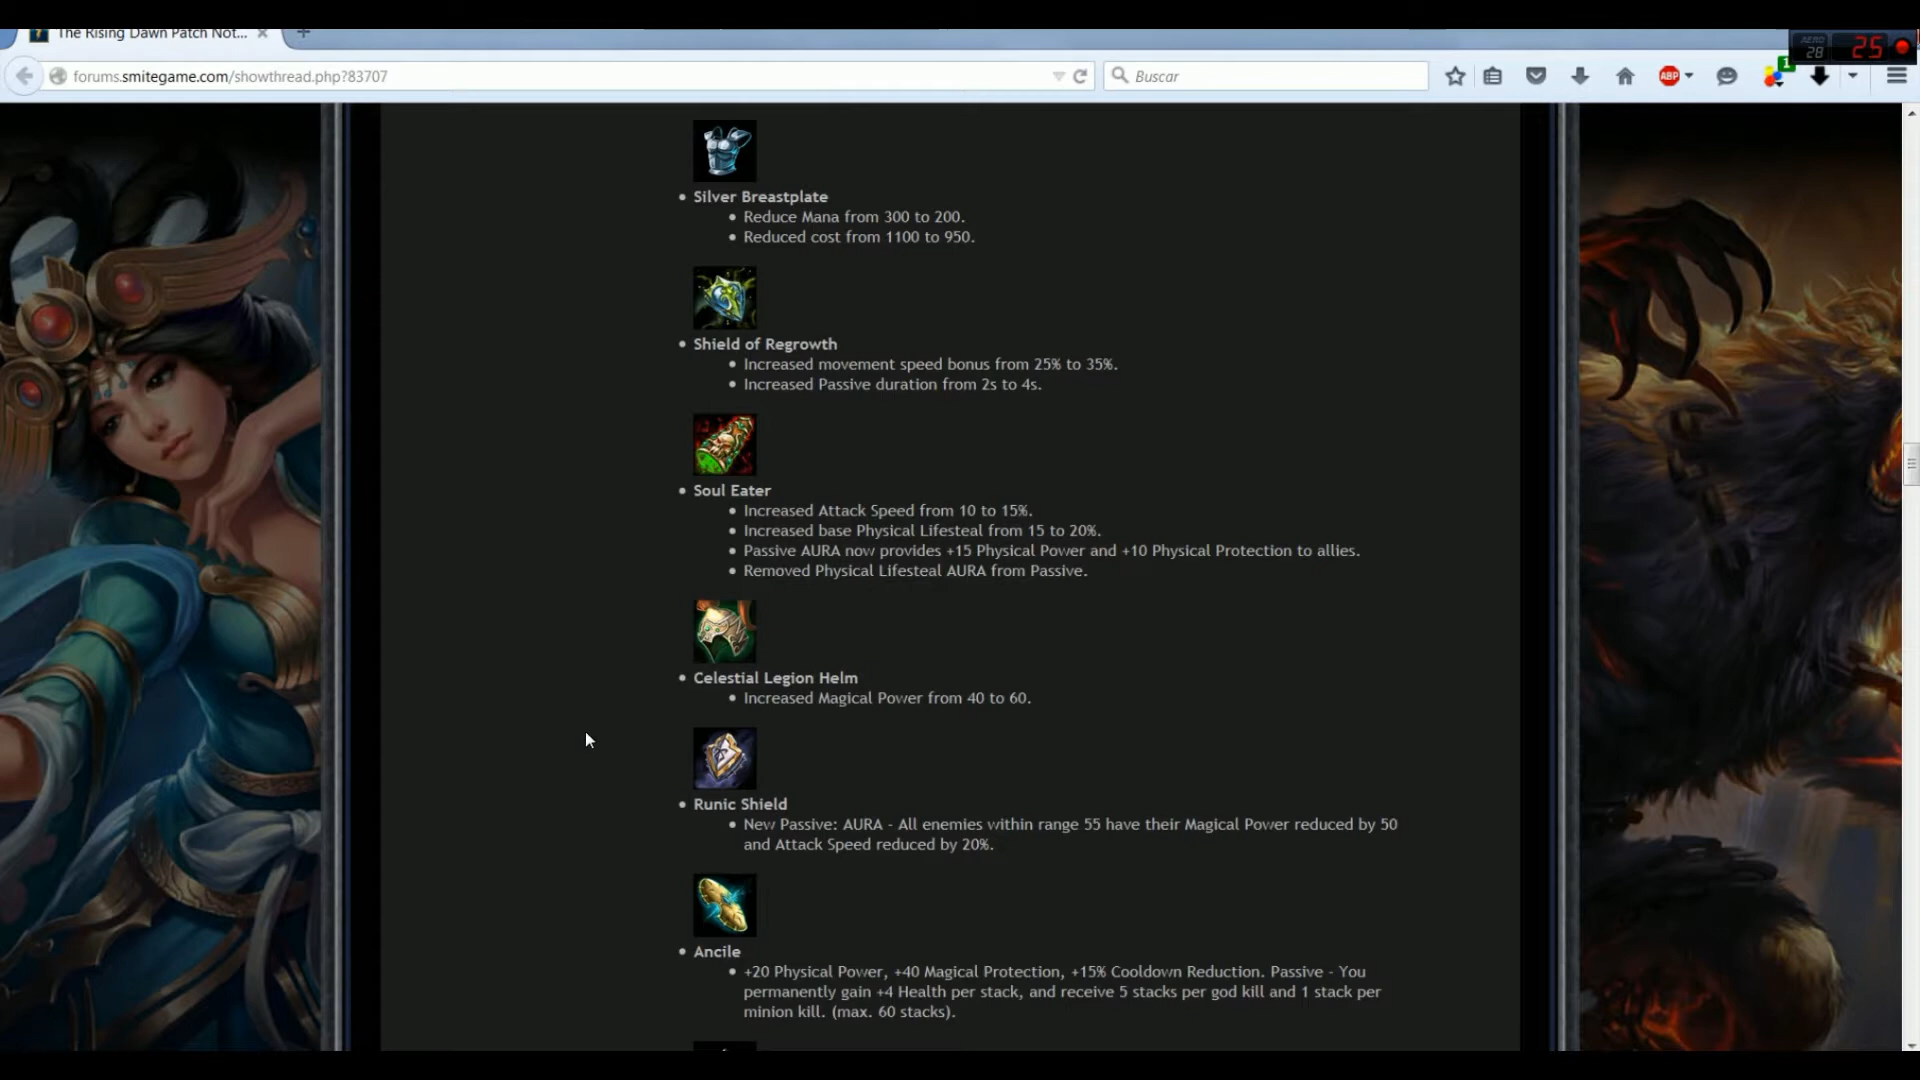 The Rising Dawn Patch Not...
AERO
28
25
forums.smitegame.com/showthread.php?83707
Buscar
ABP
1
Silver Breastplate
Reduce Mana from 300 to 200.
Reduced cost from 1100 to 950.
Shield of Regrowth
Increased movement speed bonus from 25% to 35%.
Increased Passive duration from 2s to 4s.
Soul Eater
Increased Attack Speed from 10 to 15%.
Increased base Physical Lifesteal from 15 to 20%.
Passive AURA now provides +15 Physical Power and +10 Physical Protection to allies.
Removed Physical Lifesteal AURA from Passive.
Celestial Legion Helm
Increased Magical Power from 40 to 60.
Runic Shield
New Passive: AURA - All enemies within range 55 have their Magical Power reduced by 50
and Attack Speed reduced by 20%.
Ancile
+20 Physical Power, +40 Magical Protection, +15% Cooldown Reduction. Passive - You
permanently gain +4 Health per stack, and receive 5 stacks per god kill and 1 stack per
minion kill. (max. 60 stacks).